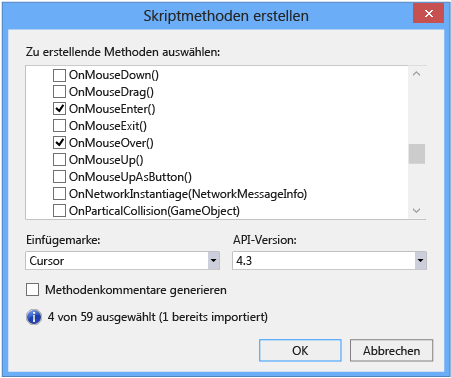 Skriptmethoden erstellen
Zu erstellende Methoden auswählen:
OnMouseDown()
OnMouseDrag()
OnMouseEnter()
OnMouseExit()
OnMouseOver()
OnMouseUp()
OnMouseUpAsButton()
OnNetworkInstantiage(NetworkMessageInfo)
OnParticalCollision(GameObject)
Einfügemarke: API-Version:
Cursor 4.3
Methodenkommentare generieren
4 von 59 ausgewählt (1 bereits importiert)
OK Abbrechen